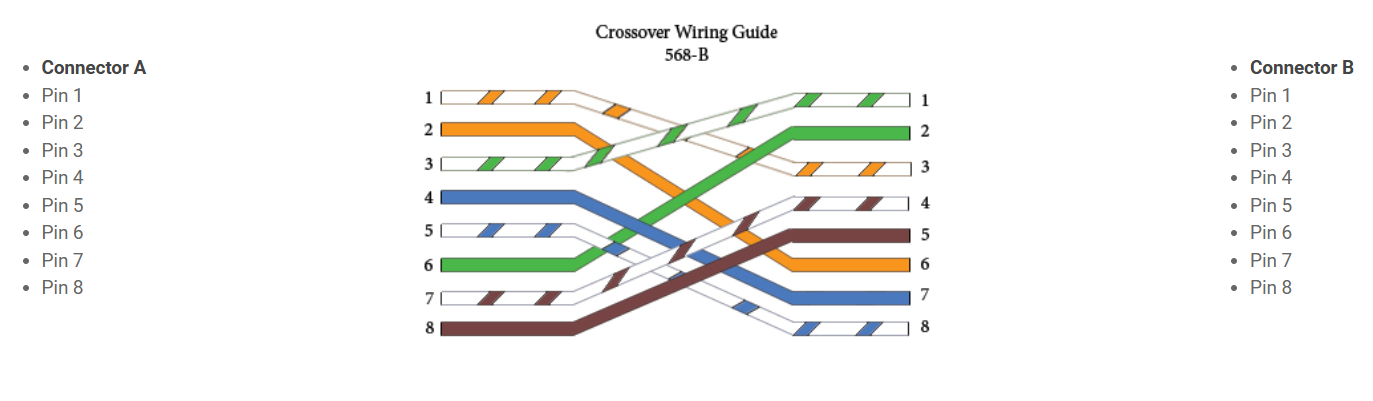 Crossover Wiring Guide
568-B
Connector A
Pin 1
Pin 2
Pin 3
Pin 4
Pin 5
Pin 6
Pin 7
Pin 8
1
2
3
4
5
6
7
8
1
2
3
4
5
6
7
8
Connector B
Pin 1
Pin 2
Pin 3
Pin 4
Pin 5
Pin 6
Pin 7
Pin 8